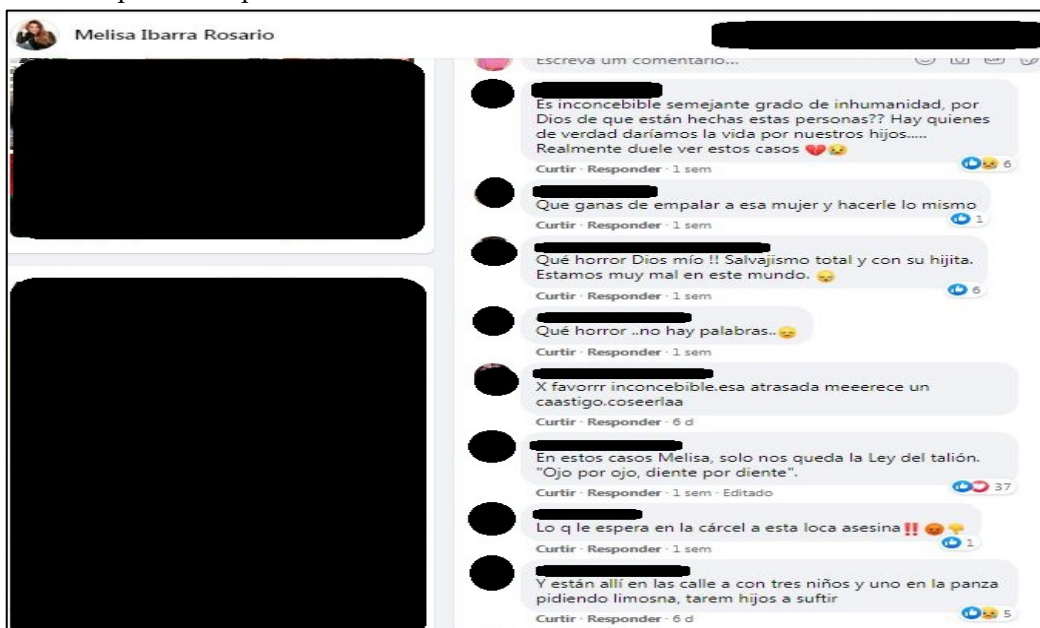 Melisa Ibarra Rosario
Escreva um comentário...
Es inconcebible semejante grado de inhumanidad, por
Dios de que están hechas estas personas?? Hay quienes
de verdad daríamos la vida por nuestros hijos.....
Realmente duele ver estos casos 💔😢
Curtir · Responder · 1 sem
6
Que ganas de empalar a esa mujer y hacerle lo mismo
Curtir · Responder · 1 sem
1
Qué horror Dios mío !! Salvajismo total y con su hijita.
Estamos muy mal en este mundo. 😞
Curtir · Responder · 1 sem
6
Qué horror ..no hay palabras..😞
Curtir · Responder · 1 sem
X favorrr inconcebible.esa atrasada meeerece un
caastigo.coseerlaa
Curtir · Responder · 6 d
En estos casos Melisa, solo nos queda la Ley del talión.
"Ojo por ojo, diente por diente".
Curtir · Responder · 1 sem · Editado
37
Lo q le espera en la cárcel a esta loca asesina‼️ 😡👎
Curtir · Responder · 1 sem
1
Y están allí en las calle a con tres niños y uno en la panza
pidiendo limosna, tarem hijos a suftir
Curtir · Responder · 6 d
5